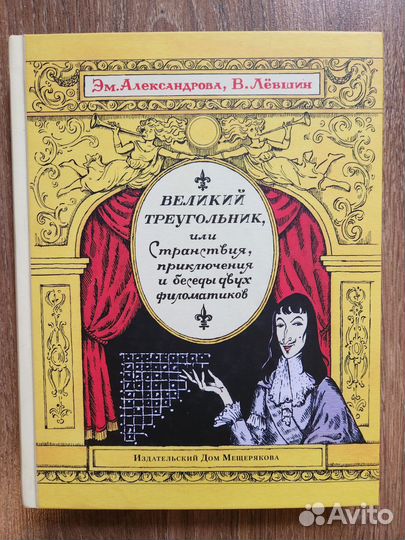 Эм. Александрова, В. Лёвшин
ВЕЛИКИЙ
ТРЕУГОЛЬНИК,
или
Странствия,
приключения
и беседы двух
филоматиков
Издательский Дом Мещерякова
Avito